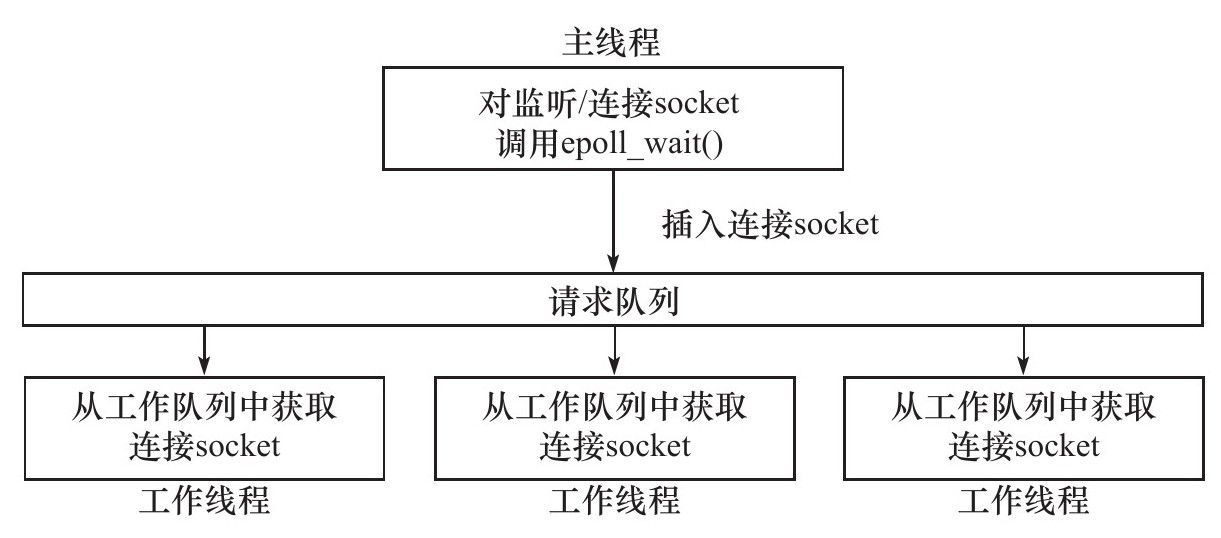 主线程
对监听/连接socket
调用epoll_wait()
插入连接socket
请求队列
从工作队列中获取
连接socket
工作线程
从工作队列中获取
连接socket
工作线程
从工作队列中获取
连接socket
工作线程